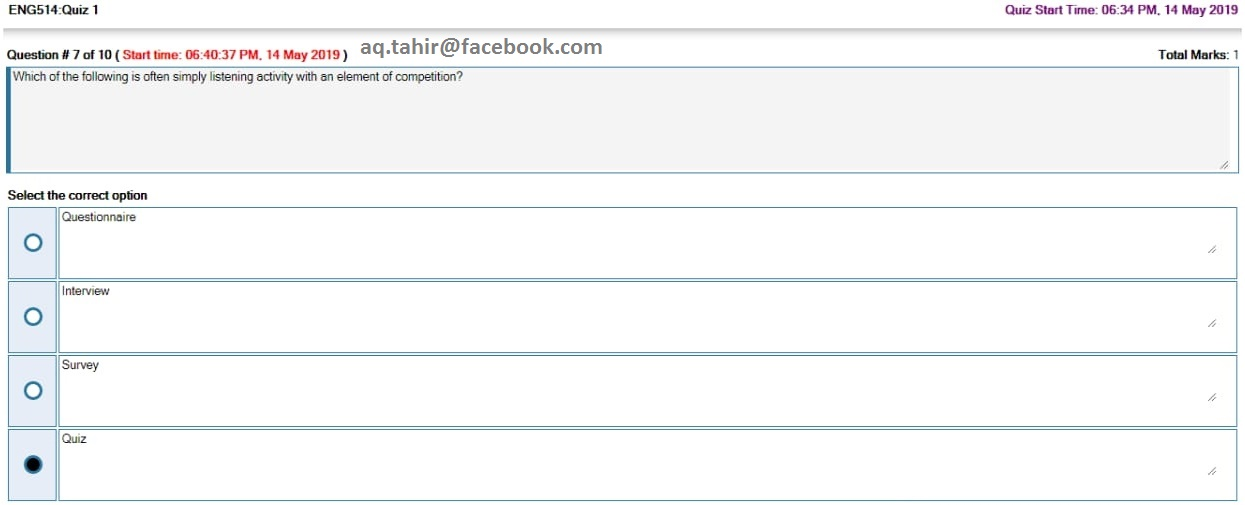 ENG514:Quiz 1 Quiz Start Time: 06:34 PM, 14 May 2019
Question # 7 of 10 ( Start time: 06:40:37 PM, 14 May 2019 ) aq.tahir@facebook.com Total Marks: 1
Which of the following is often simply listening activity with an element of competition?
Select the correct option
Questionnaire
Interview
Survey
Quiz